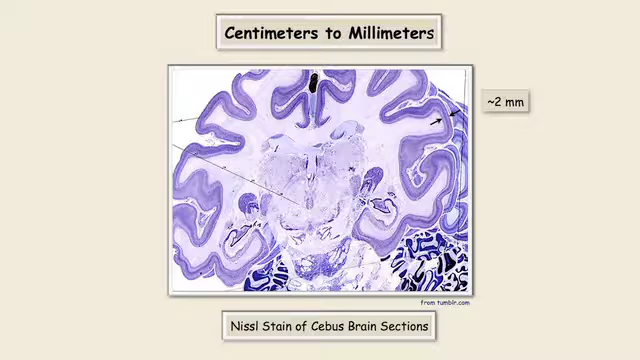 Centimeters to Millimeters
~2 mm
from tumblr.com
Nissl Stain of Cebus Brain Sections